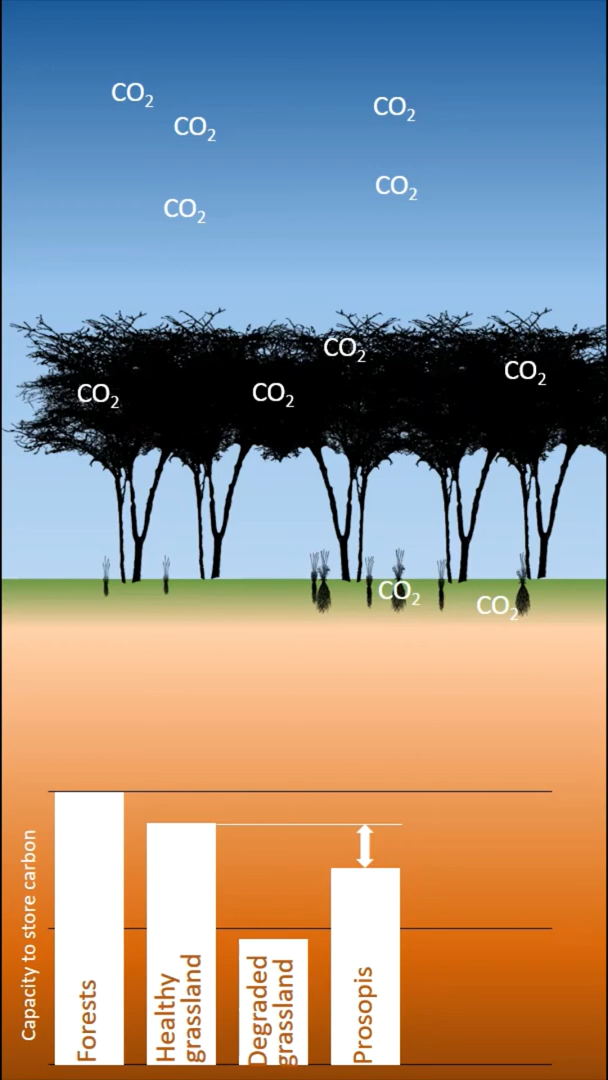 CO₂
CO₂
CO₂
CO₂
CO₂
CO₂
CO₂
CO₂
CO₂
CO₂
CO₂
Capacity to store carbon
Forests
Healthy
grassland
Degraded
grassland
Prosopis